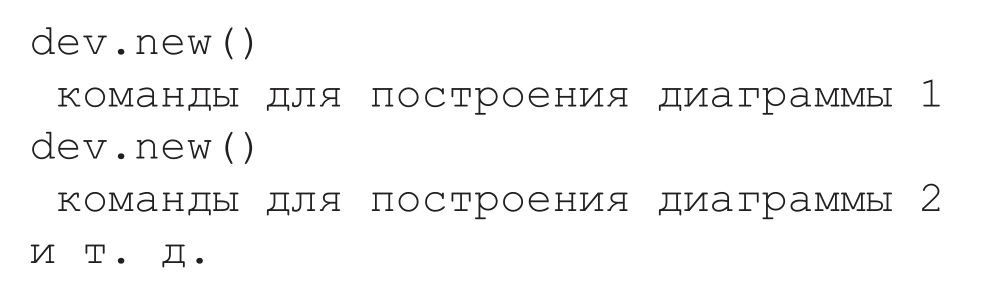 dev.new()
команды для построения диаграммы 1
dev.new()
команды для построения диаграммы 2
и т. д.